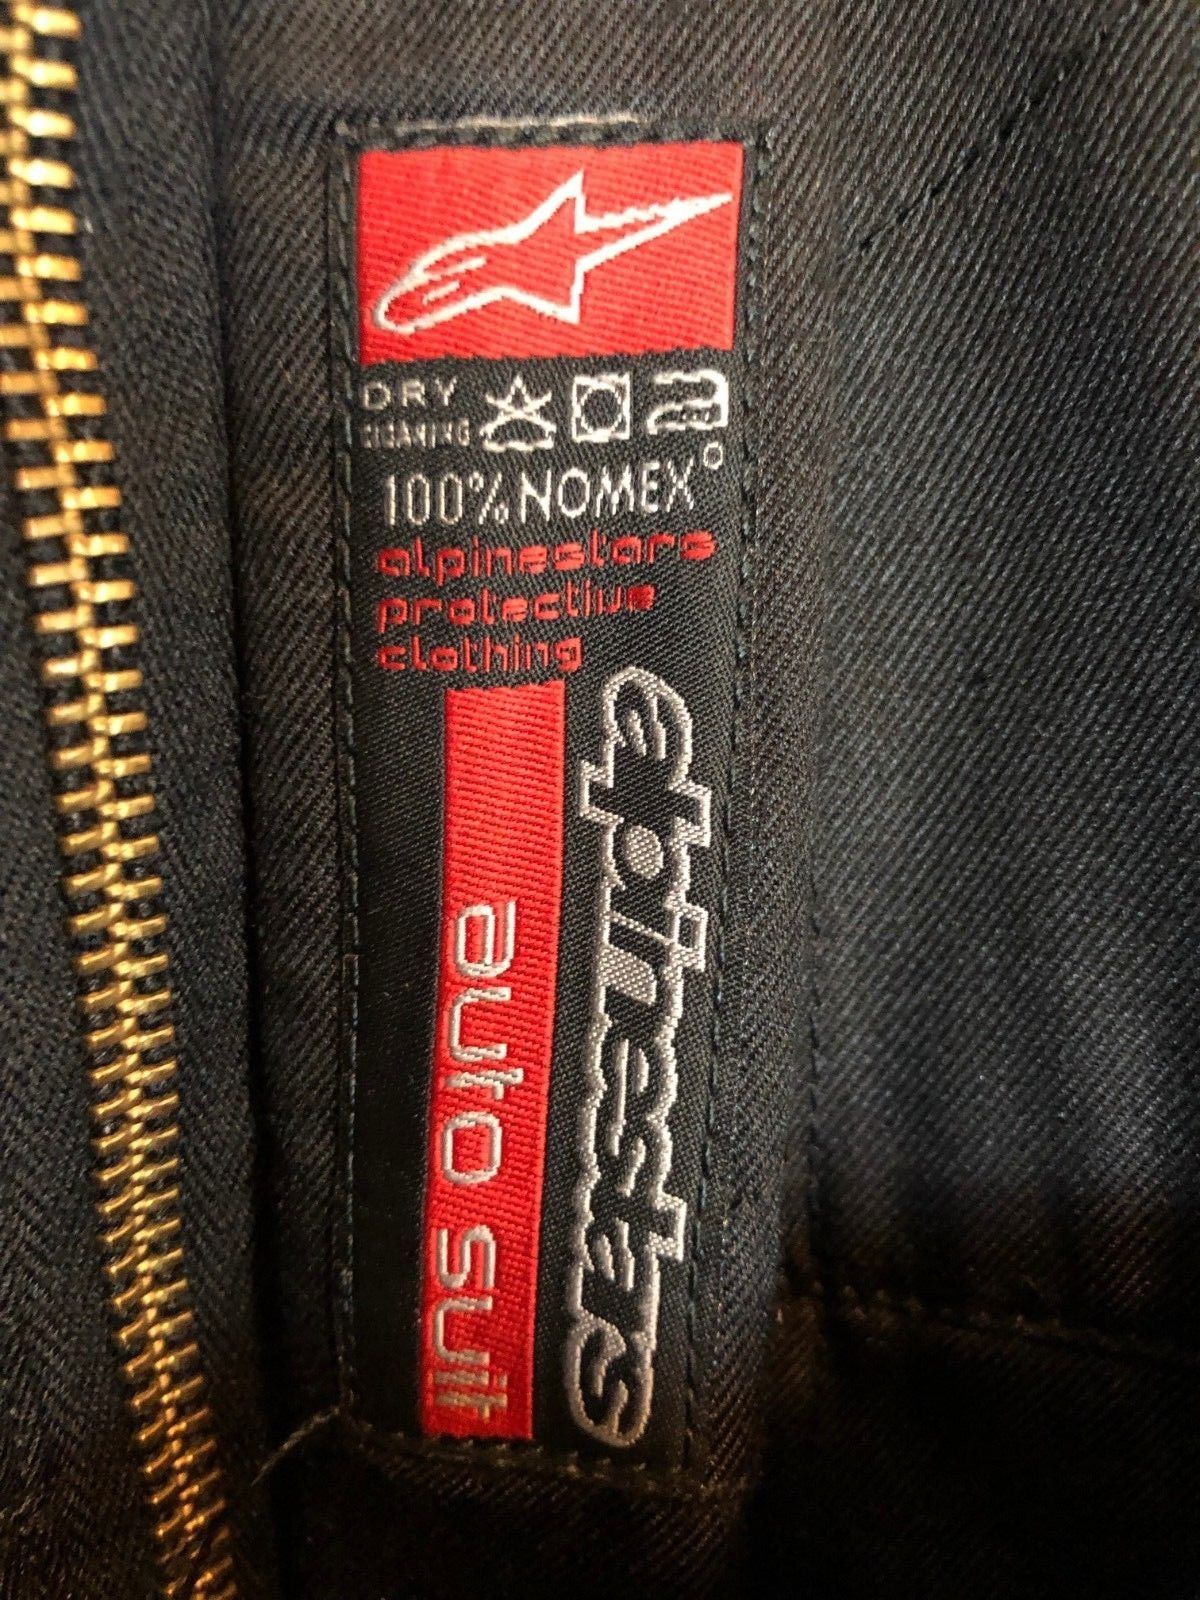 DRY
CLEANING
100% NOMEX®
alpinestars
protective
clothing
auto suit
alpinestars